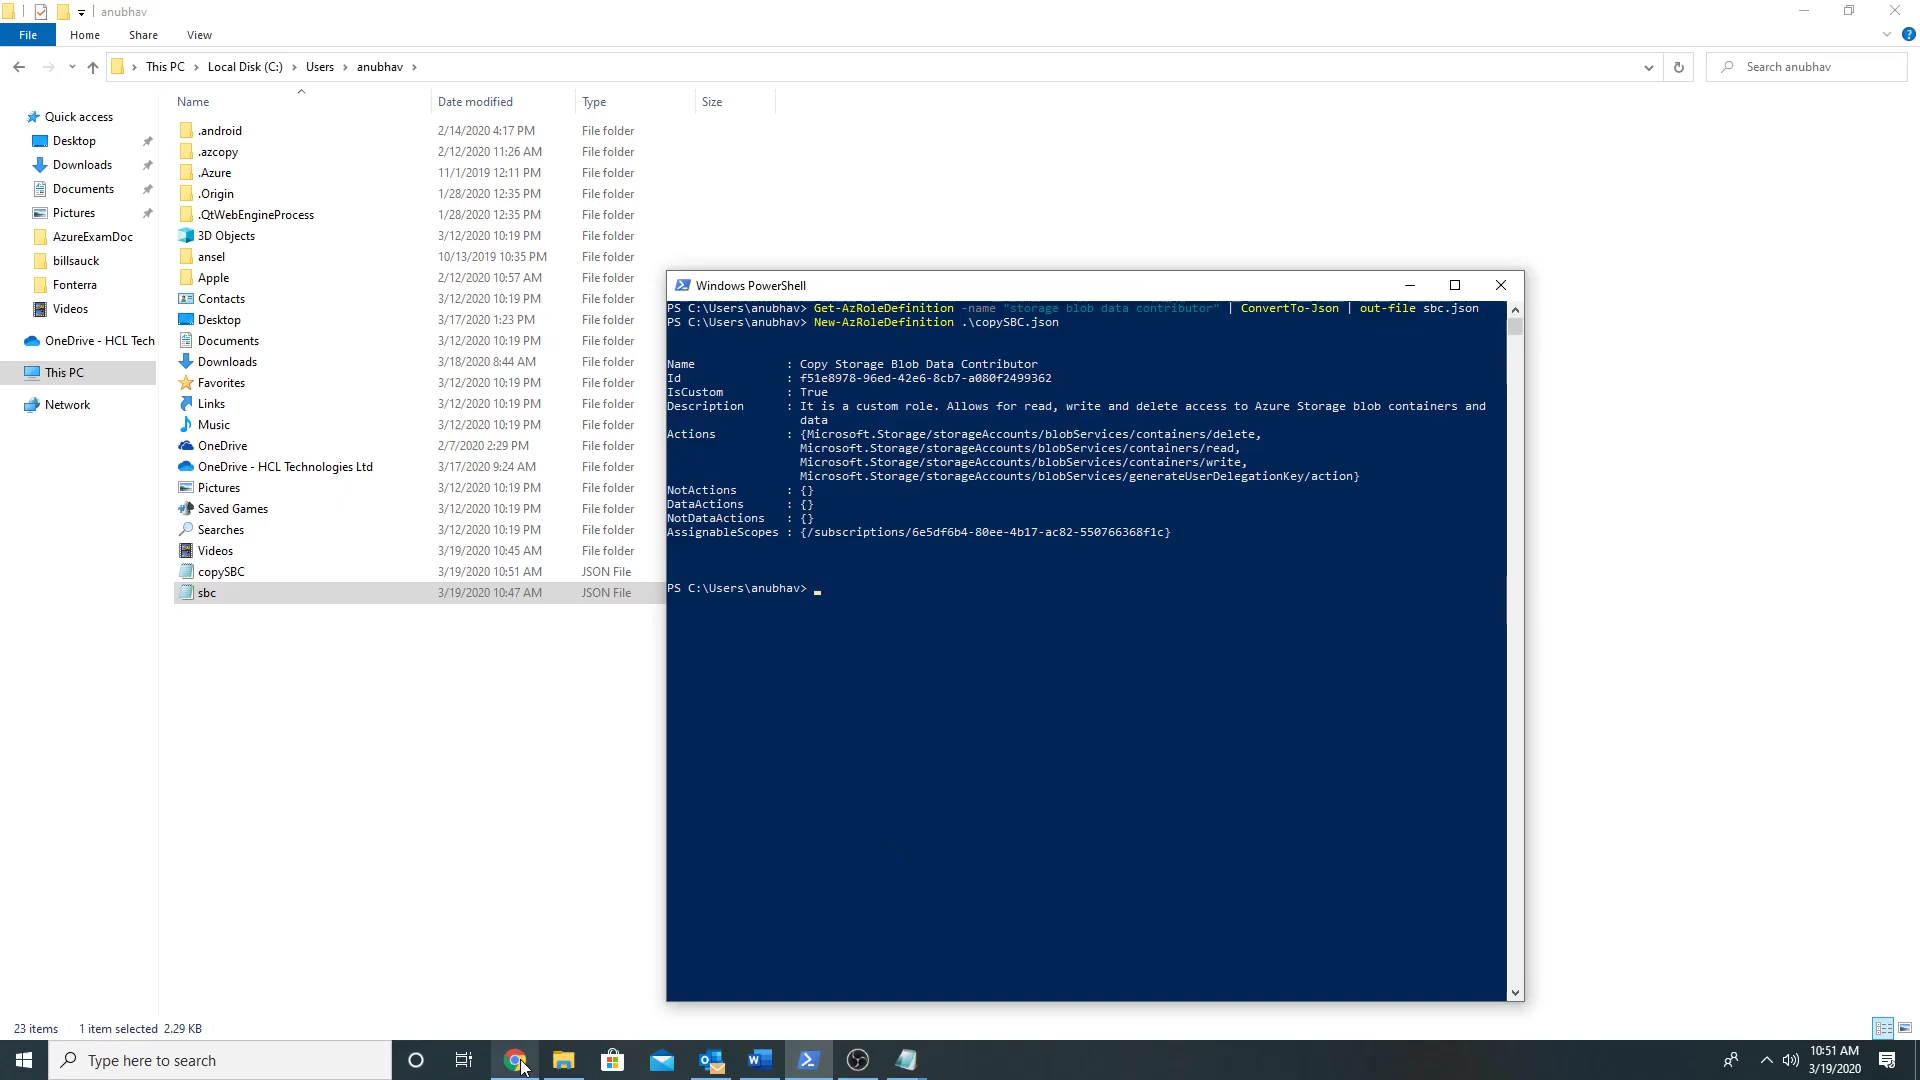 anubhav
File Home Share View
This PC Local Disk (C:) Users anubhav
Search anubhav
Name Date modified Type Size
Quick access
Desktop
Downloads
Documents
Pictures
AzureExamDoc
billsauck
Fonterra
Videos
OneDrive - HCL Tech
This PC
Network
.android 2/14/2020 4:17 PM File folder
.azcopy 2/12/2020 11:26 AM File folder
.Azure 11/1/2019 12:11 PM File folder
.Origin 1/28/2020 12:35 PM File folder
.QtWebEngineProcess 1/28/2020 12:35 PM File folder
3D Objects 3/12/2020 10:19 PM File folder
ansel 10/13/2019 10:35 PM File folder
Apple 2/12/2020 10:57 AM File folder
Contacts 3/12/2020 10:19 PM File folder
Desktop 3/17/2020 1:23 PM File folder
Documents 3/12/2020 10:19 PM File folder
Downloads 3/18/2020 8:44 AM File folder
Favorites 3/12/2020 10:19 PM File folder
Links 3/12/2020 10:19 PM File folder
Music 3/12/2020 10:19 PM File folder
OneDrive 2/7/2020 2:29 PM File folder
OneDrive - HCL Technologies Ltd 3/17/2020 9:24 AM File folder
Pictures 3/12/2020 10:19 PM File folder
Saved Games 3/12/2020 10:19 PM File folder
Searches 3/12/2020 10:19 PM File folder
Videos 3/19/2020 10:45 AM File folder
copySBC 3/19/2020 10:51 AM JSON File
sbc 3/19/2020 10:47 AM JSON File
Windows PowerShell
PS C:\Users\anubhav> Get-AzRoleDefinition -name "storage blob data contributor" | ConvertTo-Json | out-file sbc.json
PS C:\Users\anubhav> New-AzRoleDefinition .\copySBC.json
Name : Copy Storage Blob Data Contributor
Id : f51e8978-96ed-42e6-8cb7-a080f2499362
IsCustom : True
Description : It is a custom role. Allows for read, write and delete access to Azure Storage blob containers and
data
Actions : {Microsoft.Storage/storageAccounts/blobServices/containers/delete,
Microsoft.Storage/storageAccounts/blobServices/containers/read,
Microsoft.Storage/storageAccounts/blobServices/containers/write,
Microsoft.Storage/storageAccounts/blobServices/generateUserDelegationKey/action}
NotActions : {}
DataActions : {}
NotDataActions : {}
AssignableScopes : {/subscriptions/6e5df6b4-80ee-4b17-ac82-550766368f1c}
PS C:\Users\anubhav>
23 items 1 item selected 2.29 KB
Type here to search
10:51 AM
3/19/2020